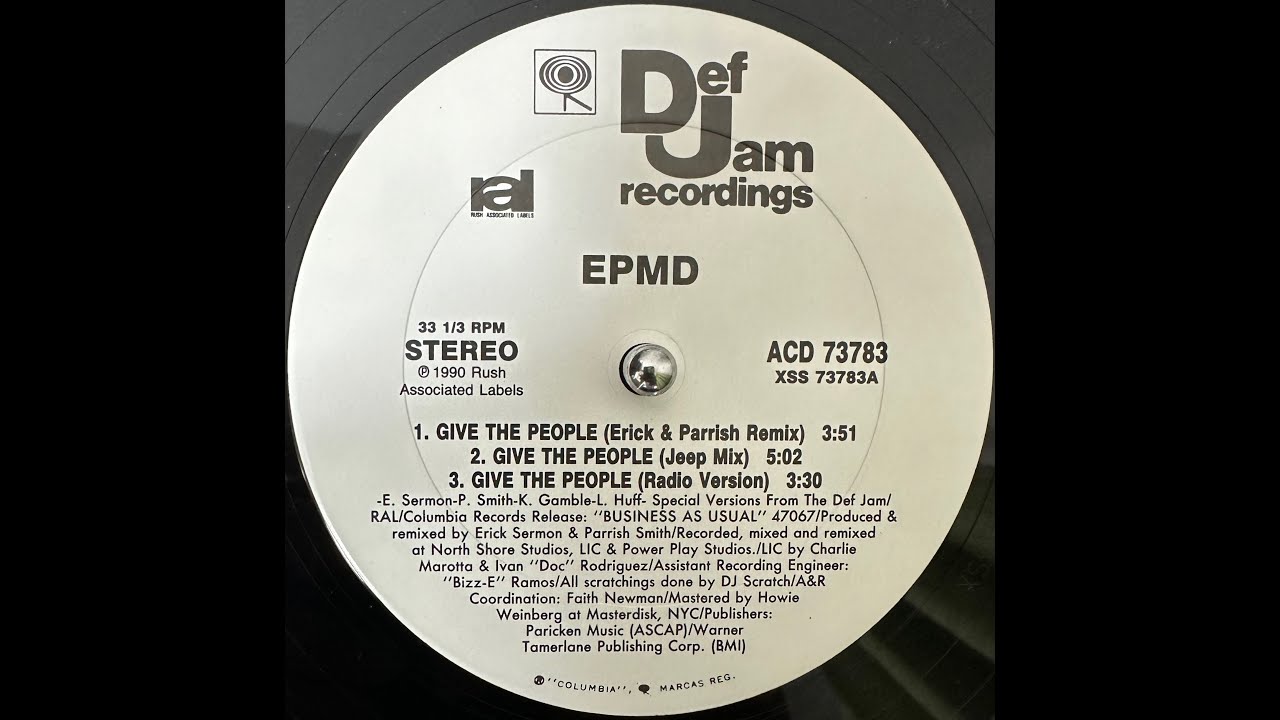 Def
Jam
recordings
ral
RUSH ASSOCIATED LABELS
EPMD
33 1/3 RPM
STEREO
℗ 1990 Rush
Associated Labels
ACD 73783
XSS 73783A
1. GIVE THE PEOPLE (Erick & Parrish Remix) 3:51
2. GIVE THE PEOPLE (Jeep Mix) 5:02
3. GIVE THE PEOPLE (Radio Version) 3:30
-E. Sermon-P. Smith-K. Gamble-L. Huff- Special Versions From The Def Jam/
RAL/Columbia Records Release: "BUSINESS AS USUAL" 47067/Produced &
remixed by Erick Sermon & Parrish Smith/Recorded, mixed and remixed
at North Shore Studios, LIC & Power Play Studios./LIC by Charlie
Marotta & Ivan "Doc" Rodriguez/Assistant Recording Engineer:
"Bizz-E" Ramos/All scratchings done by DJ Scratch/A&R
Coordination: Faith Newman/Mastered by Howie
Weinberg at Masterdisk, NYC/Publishers:
Paricken Music (ASCAP)/Warner
Tamerlane Publishing Corp. (BMI)
® "COLUMBIA", MARCAS REG.